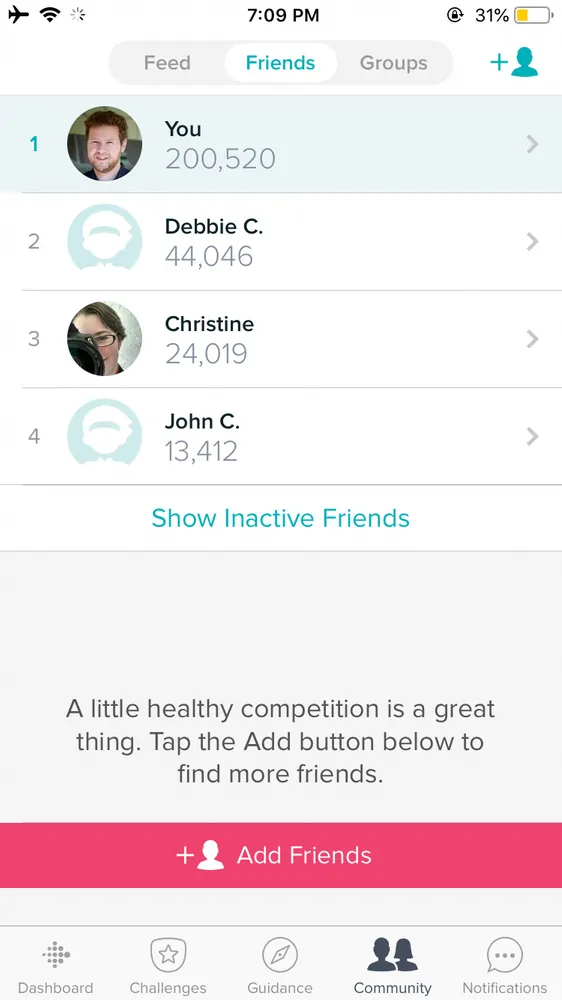 7:09 PM
31%
Feed
Friends
Groups
1
You
200,520
2
Debbie C.
44,046
3
Christine
24,019
4
John C.
13,412
Show Inactive Friends
A little healthy competition is a great
thing. Tap the Add button below to
find more friends.
Add Friends
Dashboard
Challenges
Guidance
Community
Notifications